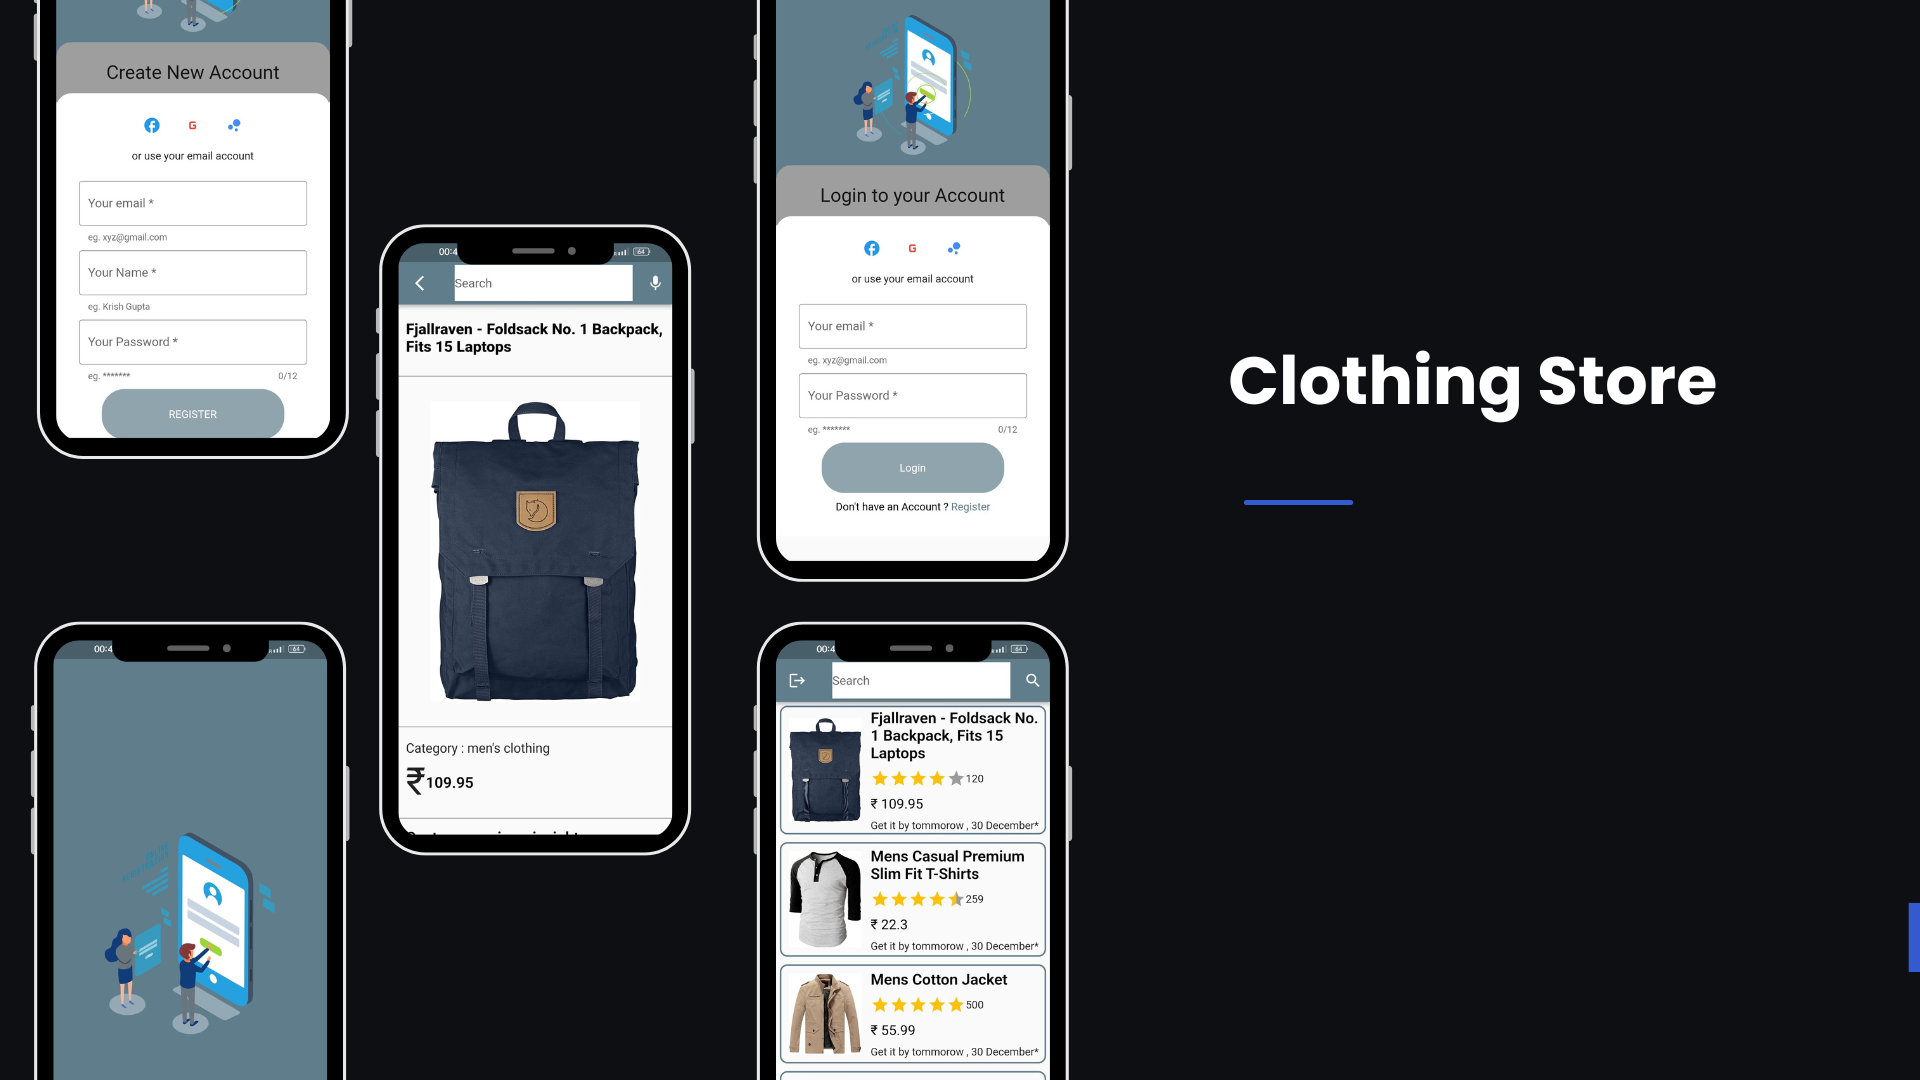 Create New Account
G
or use your email account
Your email *
eg. xyz@gmail.com
Your Name *
eg. Krish Gupta
Your Password *
eg. *******
0/12
REGISTER
00:4
64
Search
Fjallraven - Foldsack No. 1 Backpack,
Fits 15 Laptops
Category : men's clothing
₹109.95
Login to your Account
G
or use your email account
Your email *
eg. xyz@gmail.com
Your Password *
eg. *******
0/12
Login
Don't have an Account ? Register
00:4
64
00:4
64
Search
Fjallraven - Foldsack No.
1 Backpack, Fits 15
Laptops
120
₹ 109.95
Get it by tommorow , 30 December*
Mens Casual Premium
Slim Fit T-Shirts
259
₹ 22.3
Get it by tommorow , 30 December*
Mens Cotton Jacket
500
₹ 55.99
Get it by tommorow , 30 December*
Clothing Store